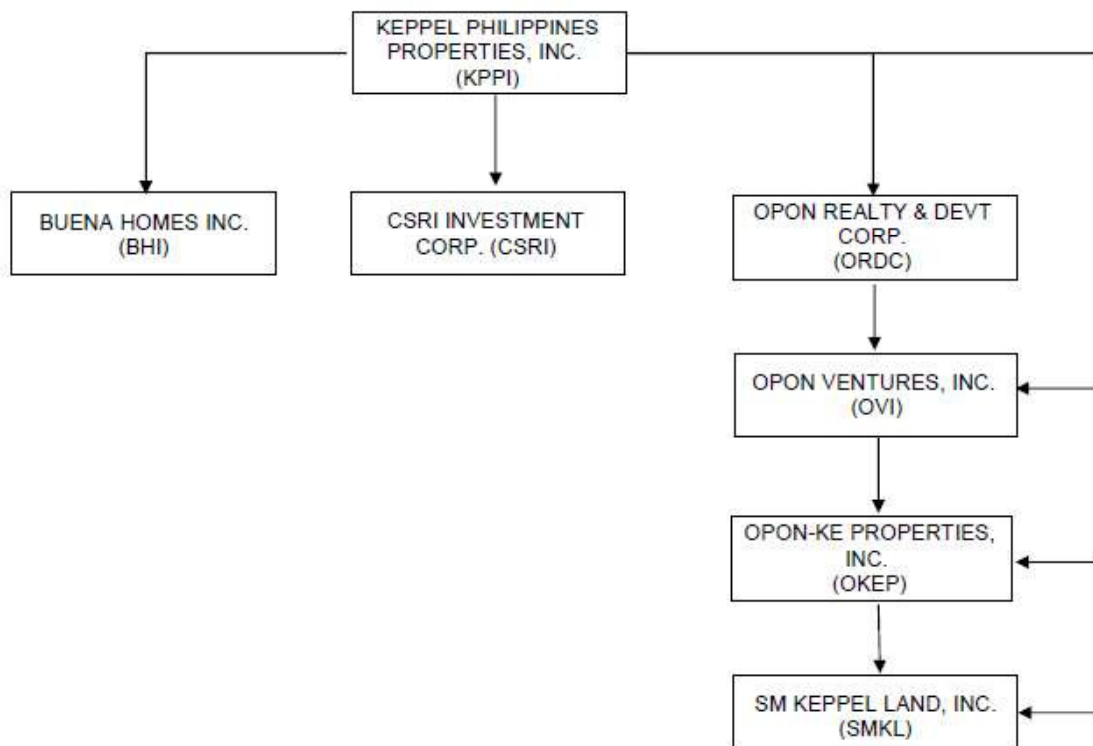 KEPPEL PHILIPPINES
PROPERTIES, INC.
(KPPI)
BUENA HOMES INC.
(BHI)
CSRI INVESTMENT
CORP. (CSRI)
OPON REALTY & DEVT
CORP.
(ORDC)
OPON VENTURES, INC.
(OVI)
OPON-KE PROPERTIES,
INC.
(OKEP)
SM KEPPEL LAND, INC.
(SMKL)